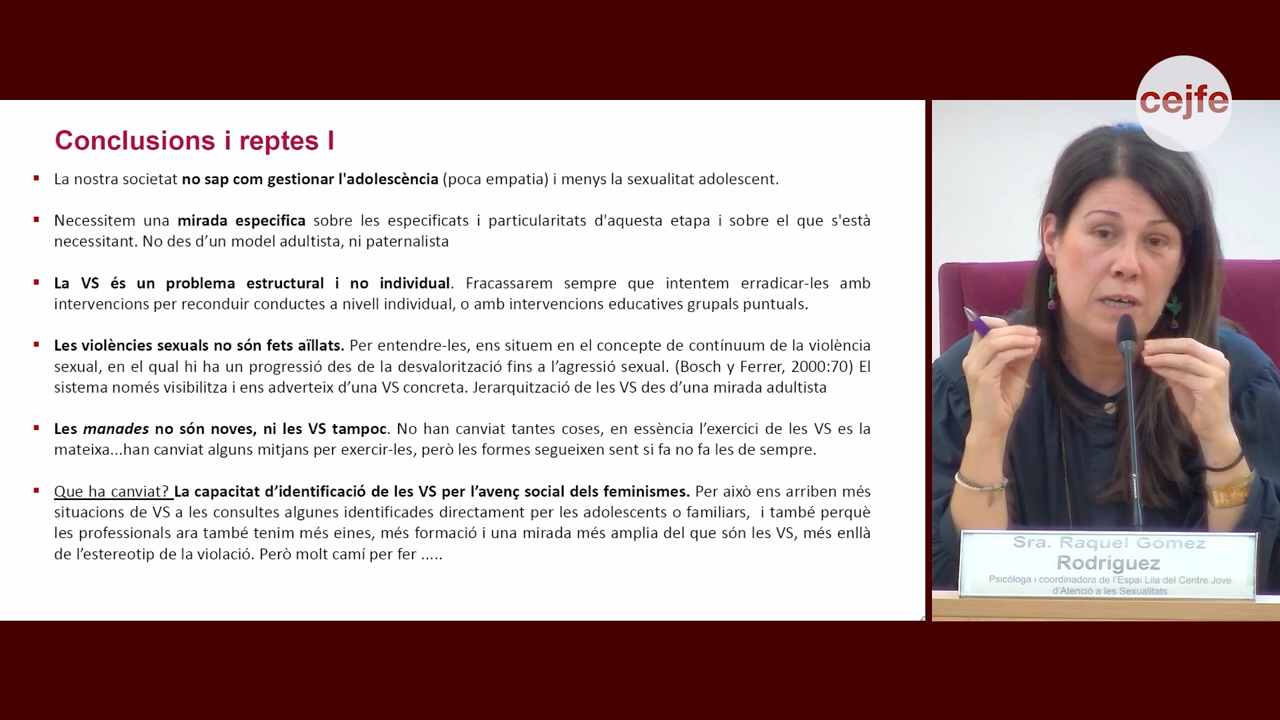 cejfe
Conclusions i reptes I
▪ La nostra societat no sap com gestionar l'adolescència (poca empatia) i menys la sexualitat adolescent.
▪ Necessitem una mirada especifica sobre les especificats i particularitats d'aquesta etapa i sobre el que s'està
necessitant. No des d’un model adultista, ni paternalista
▪ La VS és un problema estructural i no individual. Fracassarem sempre que intentem erradicar-les amb
intervencions per reconduir conductes a nivell individual, o amb intervencions educatives grupals puntuals.
▪ Les violències sexuals no són fets aïllats. Per entendre-les, ens situem en el concepte de contínuum de la violència
sexual, en el qual hi ha un progressió des de la desvalorització fins a l’agressió sexual. (Bosch y Ferrer, 2000:70) El
sistema només visibilitza i ens adverteix d’una VS concreta. Jerarquització de les VS des d’una mirada adultista
▪ Les manades no són noves, ni les VS tampoc. No han canviat tantes coses, en essència l’exercici de les VS es la
mateixa...han canviat alguns mitjans per exercir-les, però les formes segueixen sent si fa no fa les de sempre.
▪ Que ha canviat? La capacitat d’identificació de les VS per l’avenç social dels feminismes. Per això ens arriben més
situacions de VS a les consultes algunes identificades directament per les adolescents o familiars, i també perquè
les professionals ara també tenim més eines, més formació i una mirada més amplia del que són les VS, més enllà
de l’estereotip de la violació. Però molt camí per fer .....
Sra. Raquel Gómez
Rodríguez
Psicòloga i coordinadora de l'Espai Lila del Centre Jove
d'Atenció a les Sexualitats